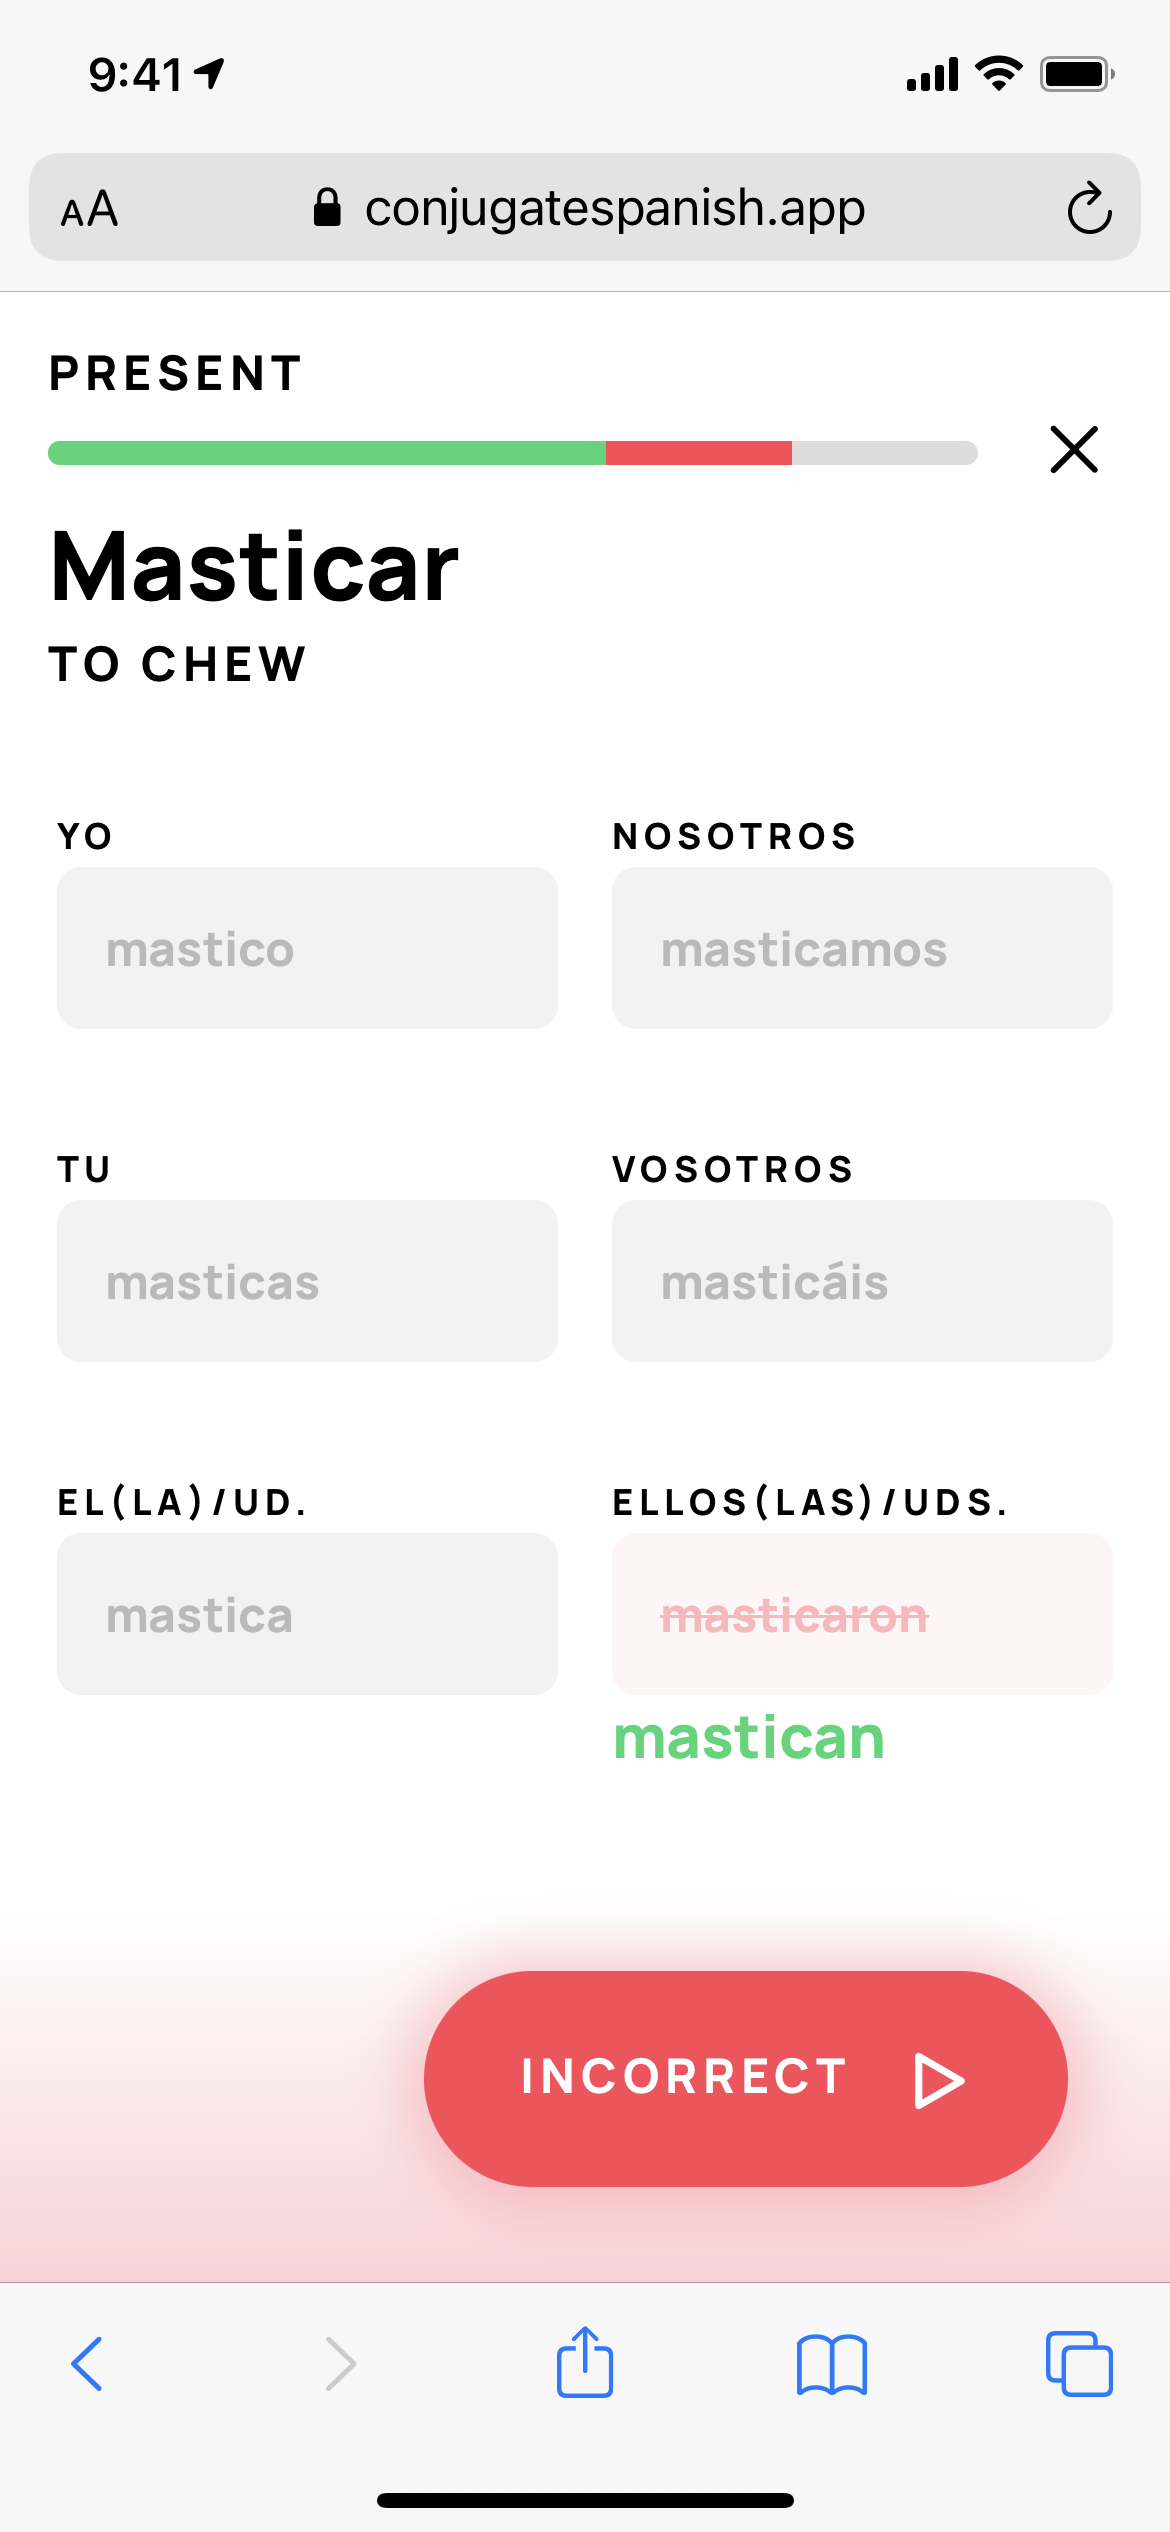 9:41
AA conjugatespanish.app
PRESENT
Masticar
TO CHEW
YO
mastico
NOSOTROS
masticamos
TU
masticas
VOSOTROS
masticáis
EL(LA)/UD.
mastica
ELLOS(LAS)/UDS.
masticaron
mastican
INCORRECT